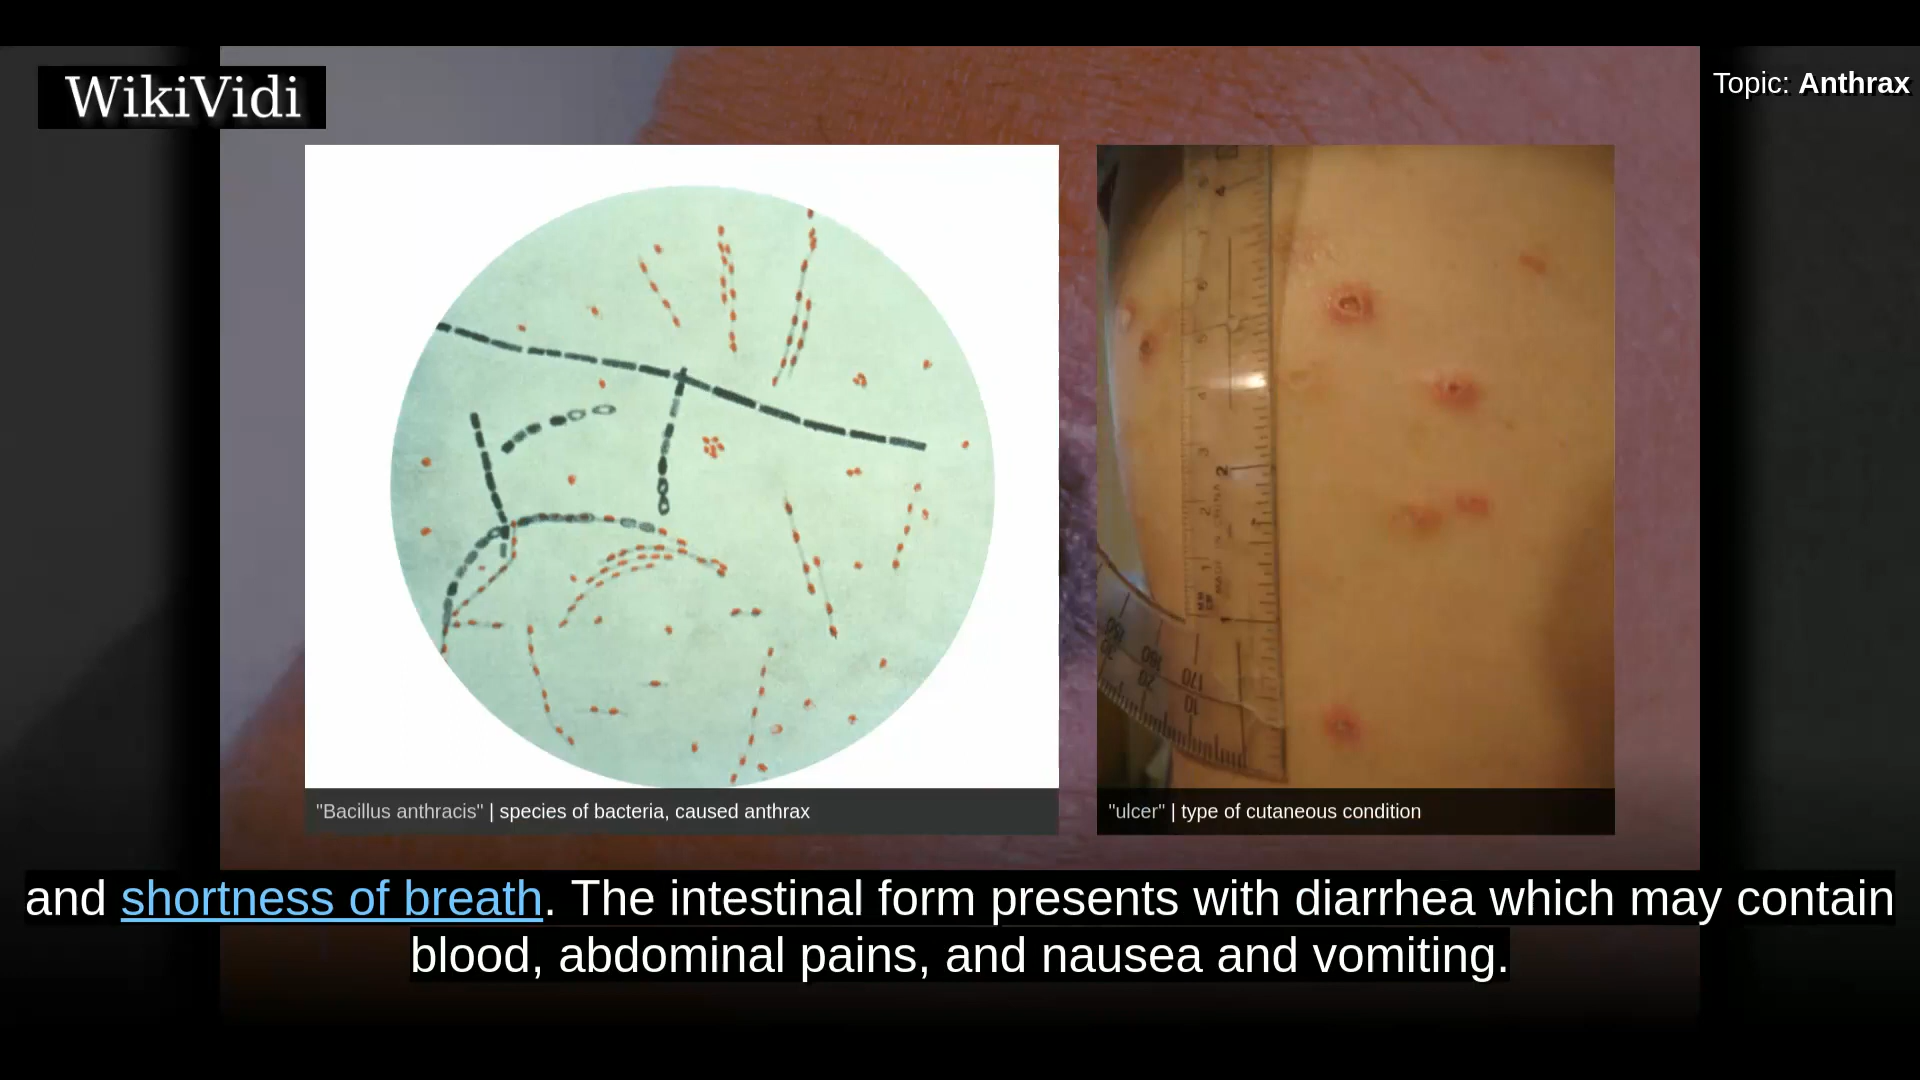 WikiVidi
Topic: Anthrax
"Bacillus anthracis" | species of bacteria, caused anthrax
"ulcer" | type of cutaneous condition
and shortness of breath. The intestinal form presents with diarrhea which may contain
blood, abdominal pains, and nausea and vomiting.